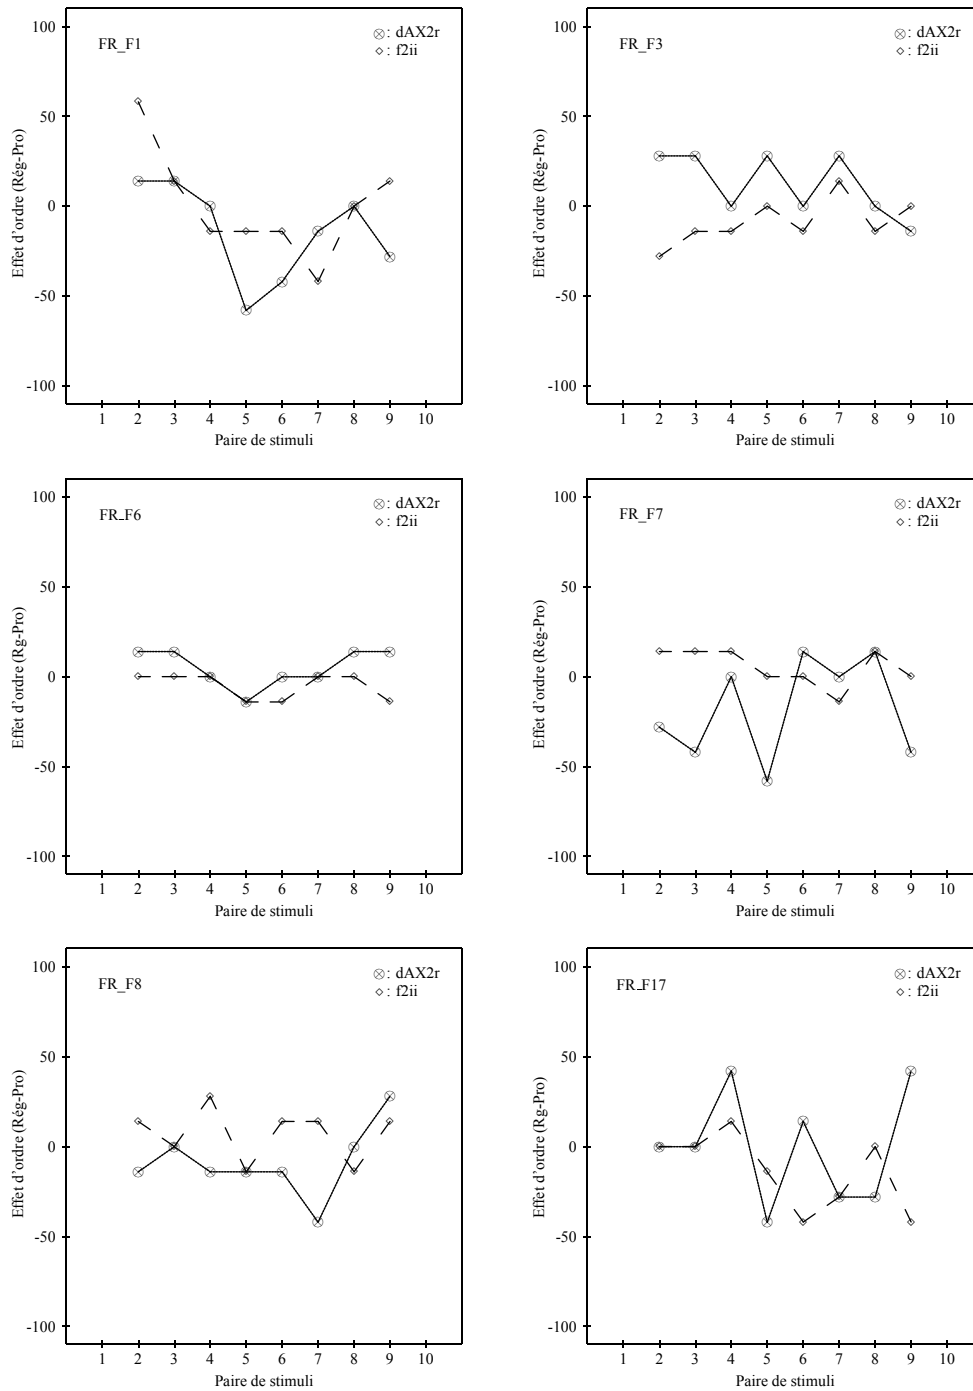 FR_F1
⊗: dAX2r
◇: f2ii
Effet d'ordre (Rég-Pro)
100
50
0
-50
-100
1 2 3 4 5 6 7 8 9 10
Paire de stimuli
FR_F3
⊗: dAX2r
◇: f2ii
Effet d'ordre (Rég-Pro)
100
50
0
-50
-100
1 2 3 4 5 6 7 8 9 10
Paire de stimuli
FR_F6
⊗: dAX2r
◇: f2ii
Effet d'ordre (Rg-Pro)
100
50
0
-50
-100
1 2 3 4 5 6 7 8 9 10
Paire de stimuli
FR_F7
⊗: dAX2r
◇: f2ii
Effet d'ordre (Rég-Pro)
100
50
0
-50
-100
1 2 3 4 5 6 7 8 9 10
Paire de stimuli
FR_F8
⊗: dAX2r
◇: f2ii
Effet d'ordre (Rég-Pro)
100
50
0
-50
-100
1 2 3 4 5 6 7 8 9 10
Paire de stimuli
FR_F17
⊗: dAX2r
◇: f2ii
Effet d'ordre (Rg-Pro)
100
50
0
-50
-100
1 2 3 4 5 6 7 8 9 10
Paire de stimuli